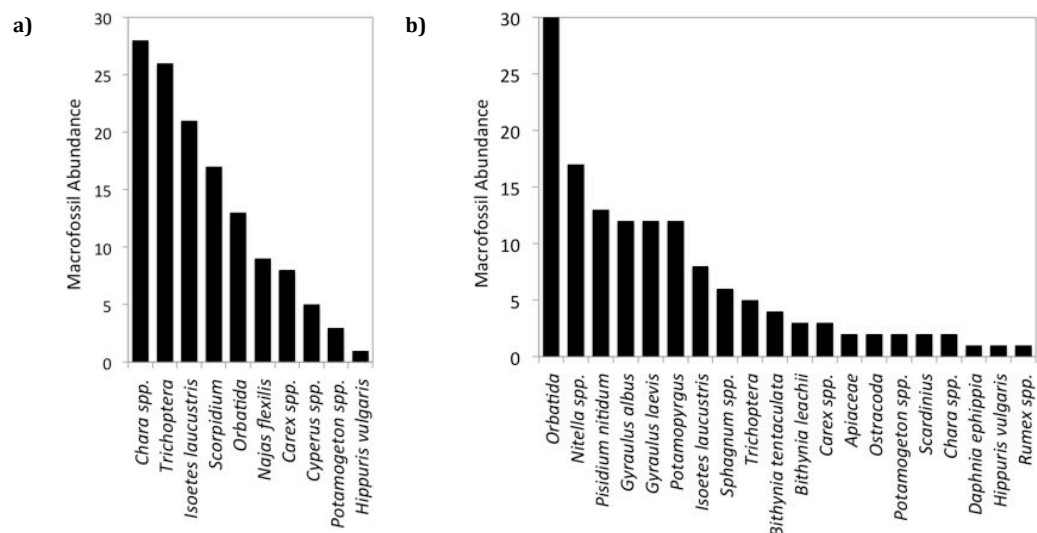 a)
Macrofossil Abundance
30
25
20
15
10
5
0
Chara spp.
Trichoptera
Isoetes laucustris
Scorpidium
Orbatida
Najas flexilis
Carex spp.
Cyperus spp.
Potamogeton spp.
Hippuris vulgaris
b)
Macrofossil Abundance
30
20
10
5
0
Orbatida
Nitella spp.
Pisidium nitidum
Gyraulus albus
Gyraulus laevis
Potamopyrgus
Isoetes laucustris
Sphagnum spp.
Trichoptera
Bithynia tentaculata
Bithynia leachii
Carex spp.
Apiaceae
Ostracoda
Potamogeton spp.
Scardinius
Chara spp.
Daphnia ephippia
Hippuris vulgaris
Rumex spp.